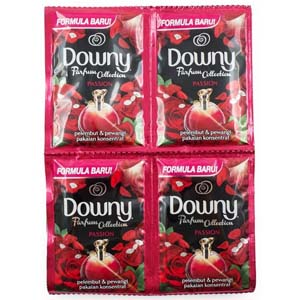 FORMULA BARU!
Downy
Parfum
Collection
PASSION
pelembut & pewangi
pakaian konsentrat
FORMULA BARU!
Downy
Parfum
Collection
PASSION
pelembut & pewangi
pakaian konsentrat
FORMULA BARU!
Downy
Parfum
Collection
PASSION
pelembut & pewangi
pakaian konsentrat
FORMULA BARU!
Downy
Parfum
Collection
PASSION
pelembut & pewangi
pakaian konsentrat